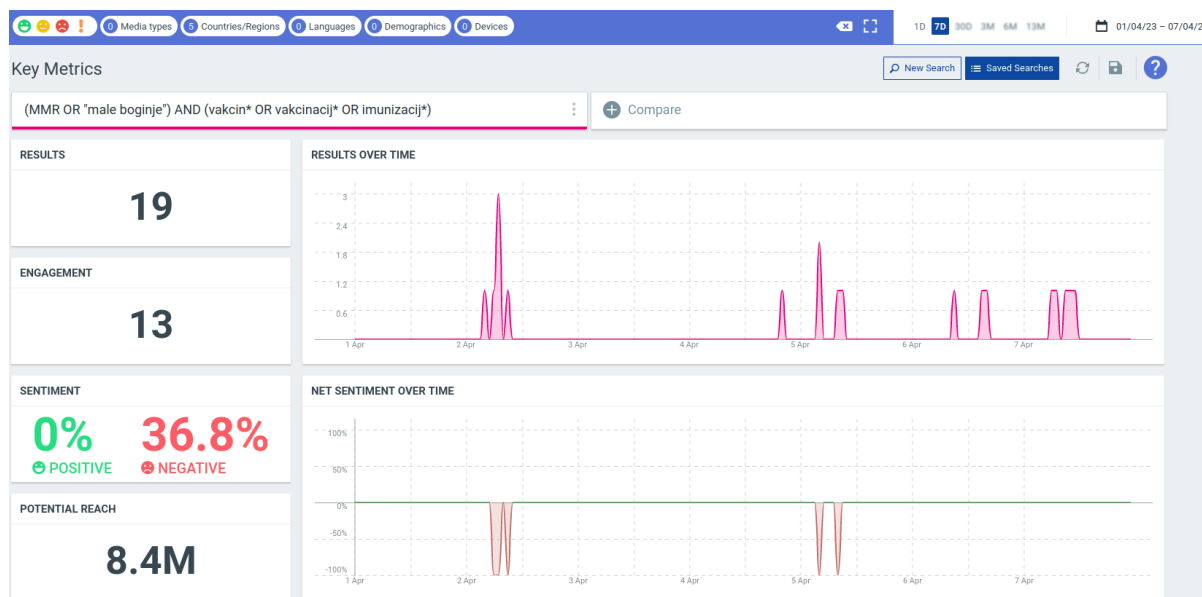 0 Media types 5 Countries/Regions 0 Languages 0 Demographics 0 Devices
1D 7D 30D 3M 6M 13M 01/04/23 – 07/04/2
Key Metrics
New Search Saved Searches
(MMR OR "male boginje") AND (vakcin* OR vakcinacij* OR imunizacij*)
Compare
RESULTS
19
RESULTS OVER TIME
3
2.4
1.8
1.2
0.6
1 Apr 2 Apr 3 Apr 4 Apr 5 Apr 6 Apr 7 Apr
ENGAGEMENT
13
SENTIMENT
0% 36.8%
POSITIVE NEGATIVE
NET SENTIMENT OVER TIME
100%
50%
0%
-50%
-100%
1 Apr 2 Apr 3 Apr 4 Apr 5 Apr 6 Apr 7 Apr
POTENTIAL REACH
8.4M